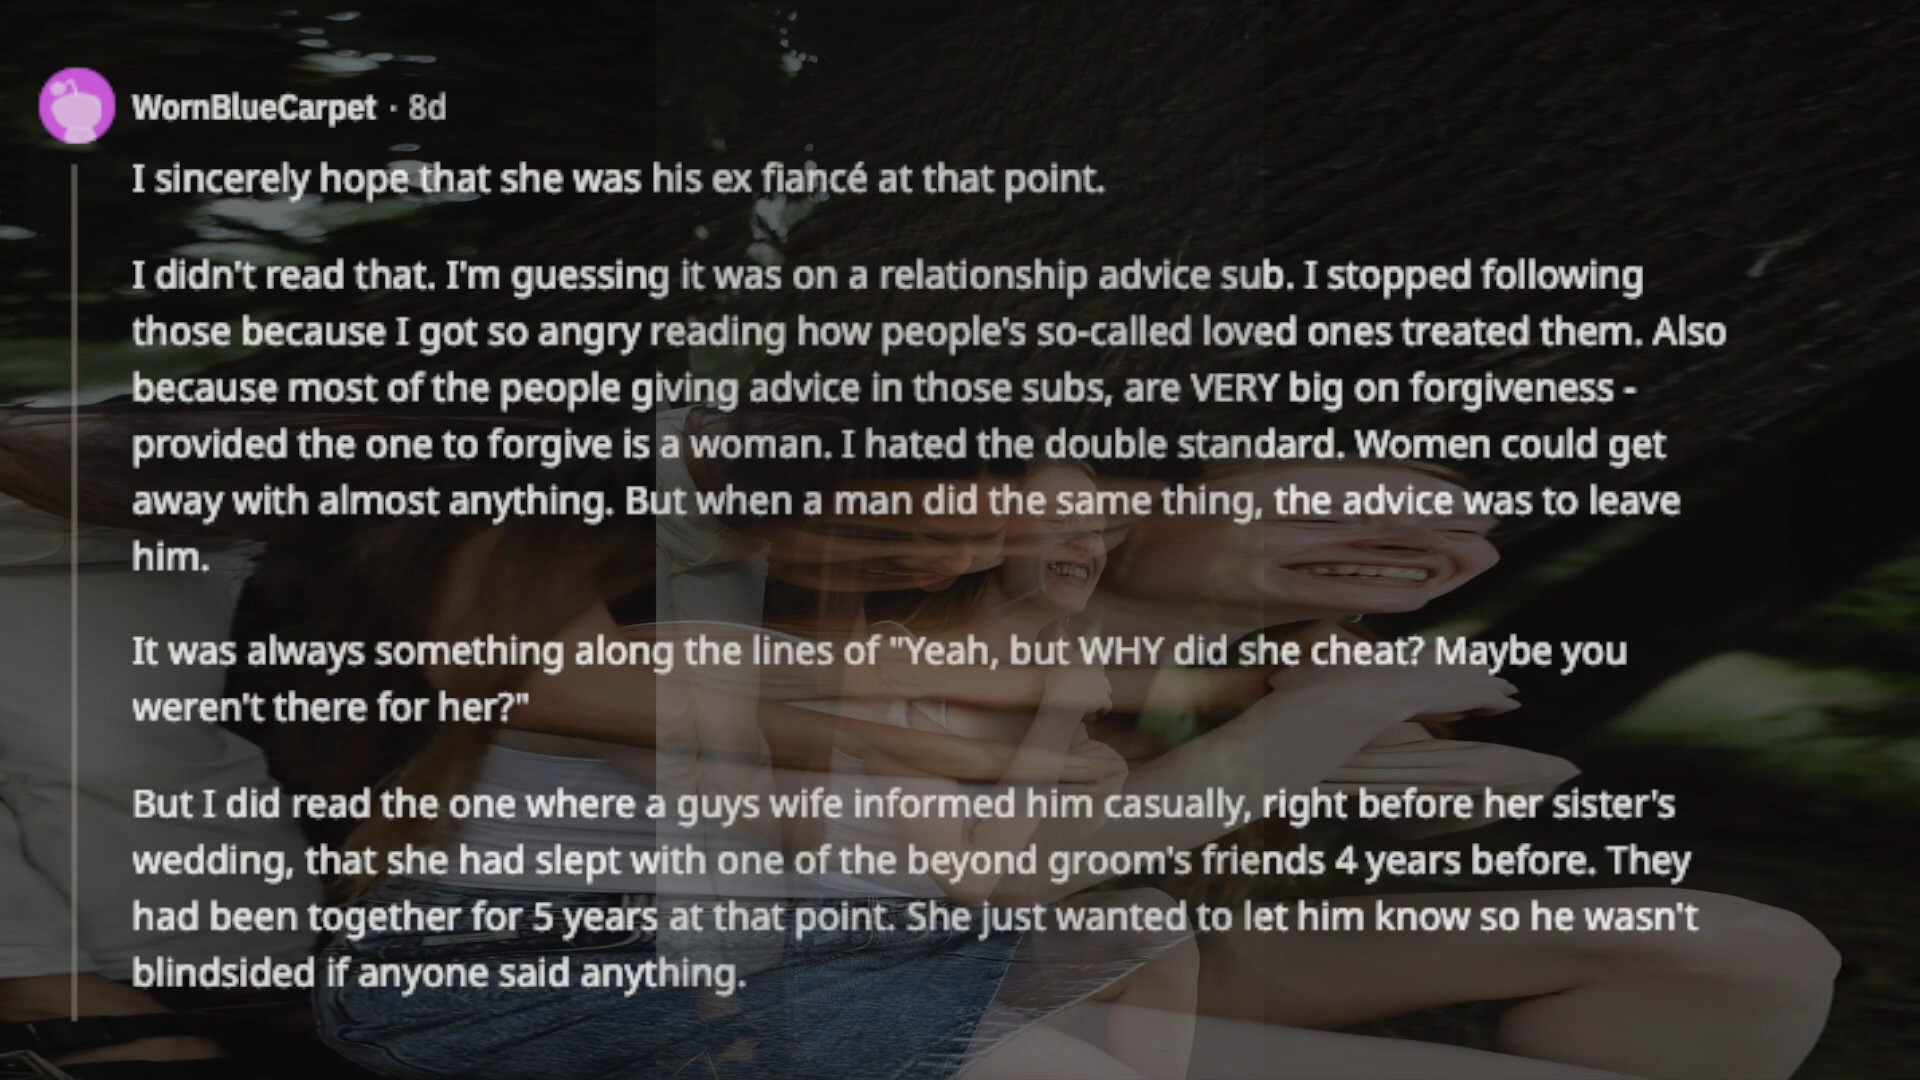 WornBlueCarpet · 8d
I sincerely hope that she was his ex fiancé at that point.
I didn't read that. I'm guessing it was on a relationship advice sub. I stopped following
those because I got so angry reading how people's so-called loved ones treated them. Also
because most of the people giving advice in those subs, are VERY big on forgiveness -
provided the one to forgive is a woman. I hated the double standard. Women could get
away with almost anything. But when a man did the same thing, the advice was to leave
him.
It was always something along the lines of "Yeah, but WHY did she cheat? Maybe you
weren't there for her?"
But I did read the one where a guys wife informed him casually, right before her sister's
wedding, that she had slept with one of the beyond groom's friends 4 years before. They
had been together for 5 years at that point. She just wanted to let him know so he wasn't
blindsided if anyone said anything.